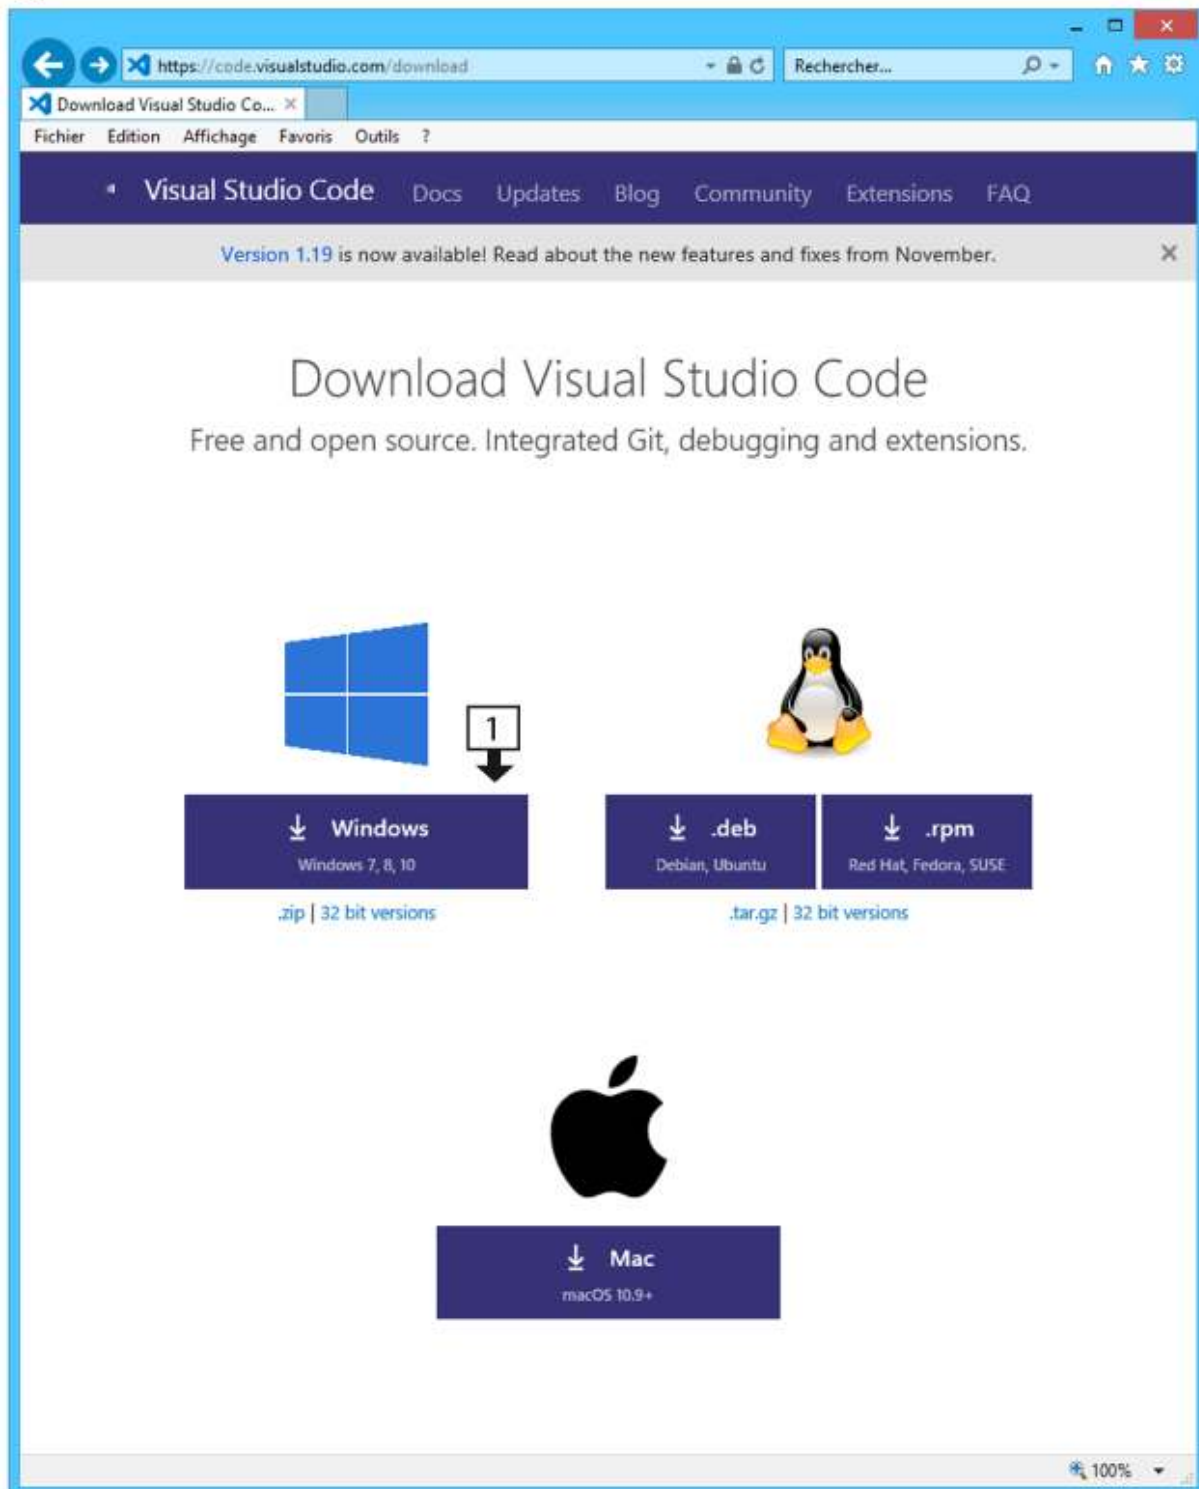 https://code.visualstudio.com/download
Rechercher...
Download Visual Studio Co...
Fichier Edition Affichage Favoris Outils ?
Visual Studio Code Docs Updates Blog Community Extensions FAQ
Version 1.19 is now available! Read about the new features and fixes from November.
Download Visual Studio Code
Free and open source. Integrated Git, debugging and extensions.
1
Windows
Windows 7, 8, 10
.zip | 32 bit versions
.deb
Debian, Ubuntu
.rpm
Red Hat, Fedora, SUSE
.tar.gz | 32 bit versions
Mac
macOS 10.9+
100%